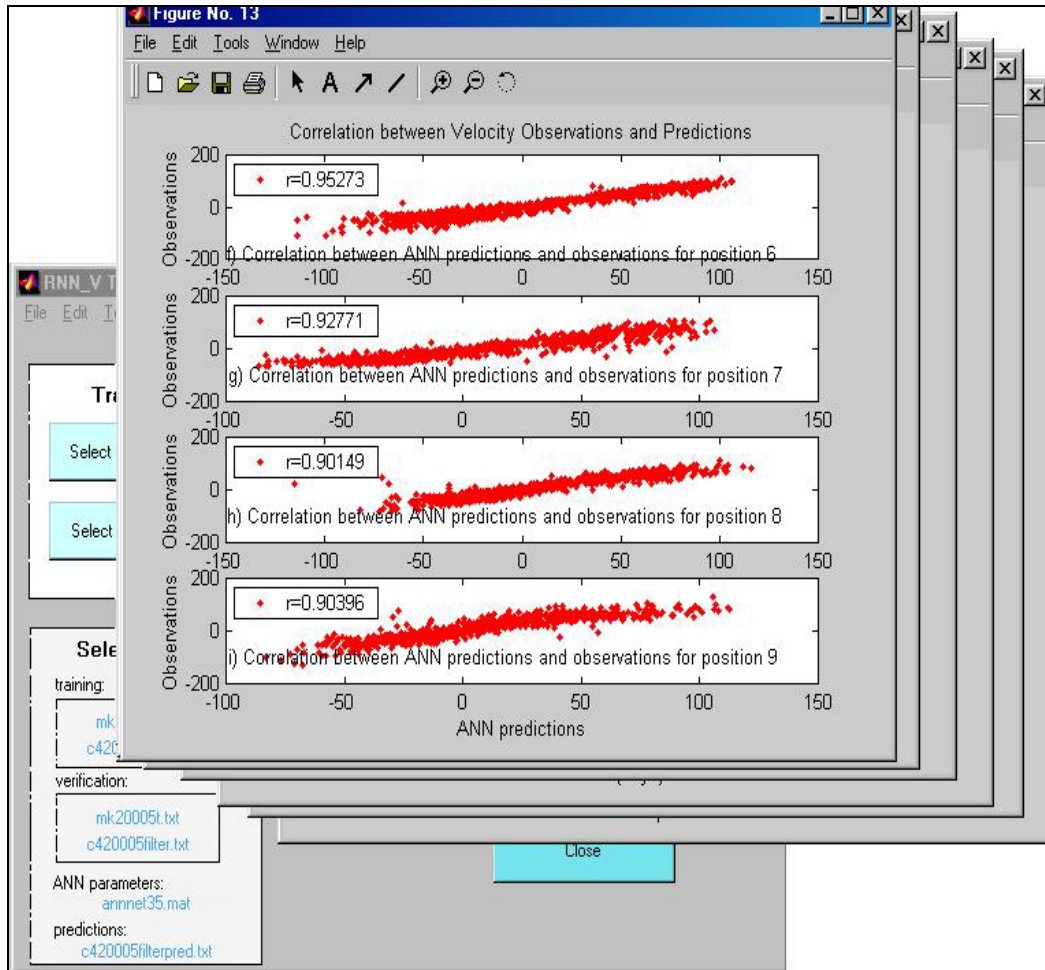 Figure No. 13
File Edit Tools Window Help
Correlation between Velocity Observations and Predictions
200
0
-200
Observations
r=0.95273
f) Correlation between ANN predictions and observations for position 6
-150 -100 -50 0 50 100 150
200
0
-200
Observations
r=0.92771
g) Correlation between ANN predictions and observations for position 7
-100 -50 0 50 100 150
200
0
-200
Observations
r=0.90149
h) Correlation between ANN predictions and observations for position 8
-150 -100 -50 0 50 100 150
200
0
-200
Observations
r=0.90396
i) Correlation between ANN predictions and observations for position 9
-100 -50 0 50 100 150
ANN predictions
RNN_V T
File Edit
Tra
Select
Select
Sele
training:
mk
c420
verification:
mk20005t.txt
c420005filter.txt
ANN parameters:
annnet35.mat
predictions:
c420005filterpred.txt
Close